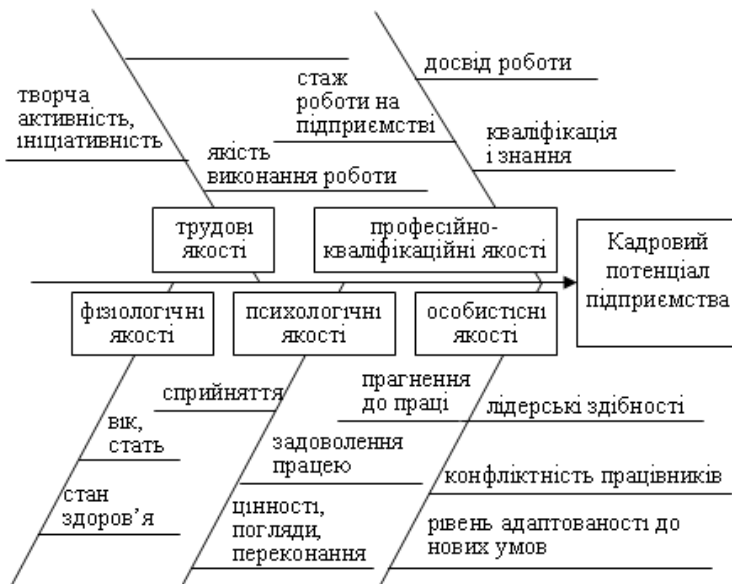 творча
активність,
ініціативність
якість
виконання роботи
стаж
роботи на
підприємстві
досвід роботи
кваліфікація
і знання
трудові
якості
професійно-
кваліфікаційні якості
Кадровий
потенціал
підприємства
фізіологічні
якості
психологічні
якості
особистісні
якості
вік,
стать
стан
здоров’я
сприйняття
задоволення
працею
цінності,
погляди,
переконання
прагнення
до праці
лідерські здібності
конфліктність працівників
рівень адаптованості до
нових умов